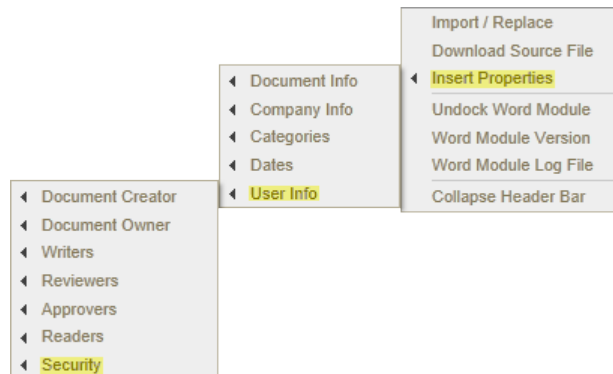 Import / Replace
Download Source File
Insert Properties
Undock Word Module
Word Module Version
Word Module Log File
Collapse Header Bar
Document Info
Company Info
Categories
Dates
User Info
Document Creator
Document Owner
Writers
Reviewers
Approvers
Readers
Security